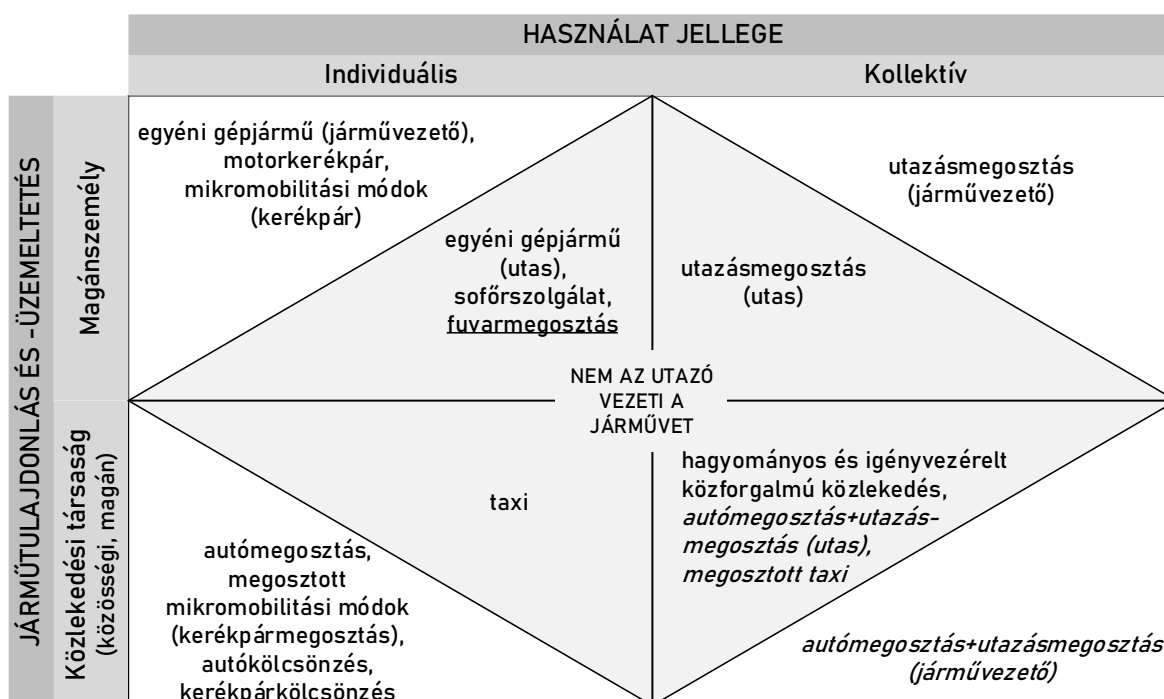 HASZNÁLAT JELLEGE
Individuális
Kollektív
JÁRMŰTULAJDONLÁS ÉS -ÜZEMELTETÉS
Magánszemély
egyéni gépjármű (járművezető),
motorkerékpár,
mikromobilitási módok
(kerékpár)
egyéni gépjármű
(utas),
sofőrszolgálat,
fuvarmegosztás
utazásmegosztás
(utas)
utazásmegosztás
(járművezető)
NEM AZ UTAZÓ
VEZETI A
JÁRMŰVET
Közlekedési társaság
(közösségi, magán)
taxi
autómegosztás,
megosztott
mikromobilitási módok
(kerékpármegosztás),
autókölcsönzés,
kerékpárkölcsönzés
hagyományos és igényvezérelt
közforgalmú közlekedés,
autómegosztás+utazás-
megosztás (utas),
megosztott taxi
autómegosztás+utazásmegosztás
(járművezető)